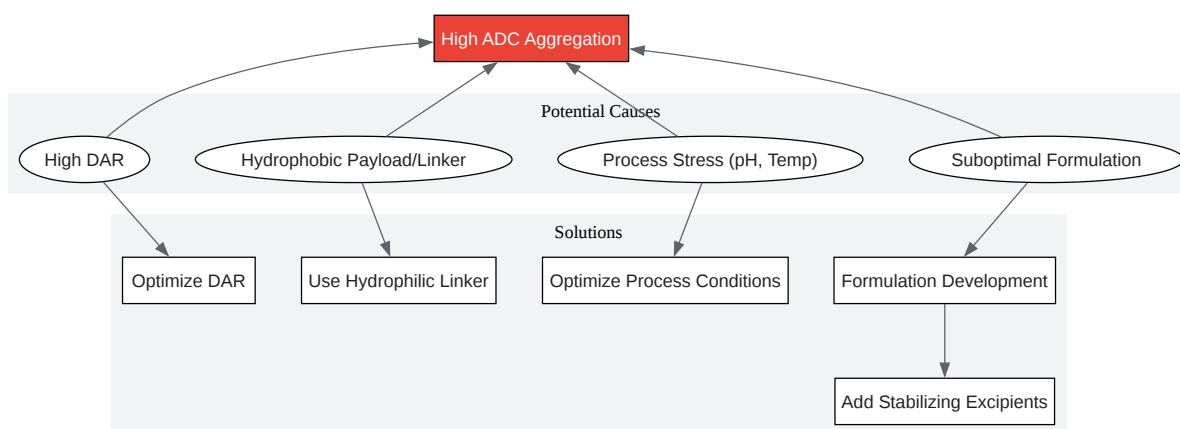 High ADC Aggregation
Potential Causes
High DAR
Hydrophobic Payload/Linker
Process Stress (pH, Temp)
Suboptimal Formulation
Solutions
Optimize DAR
Use Hydrophilic Linker
Optimize Process Conditions
Formulation Development
Add Stabilizing Excipients